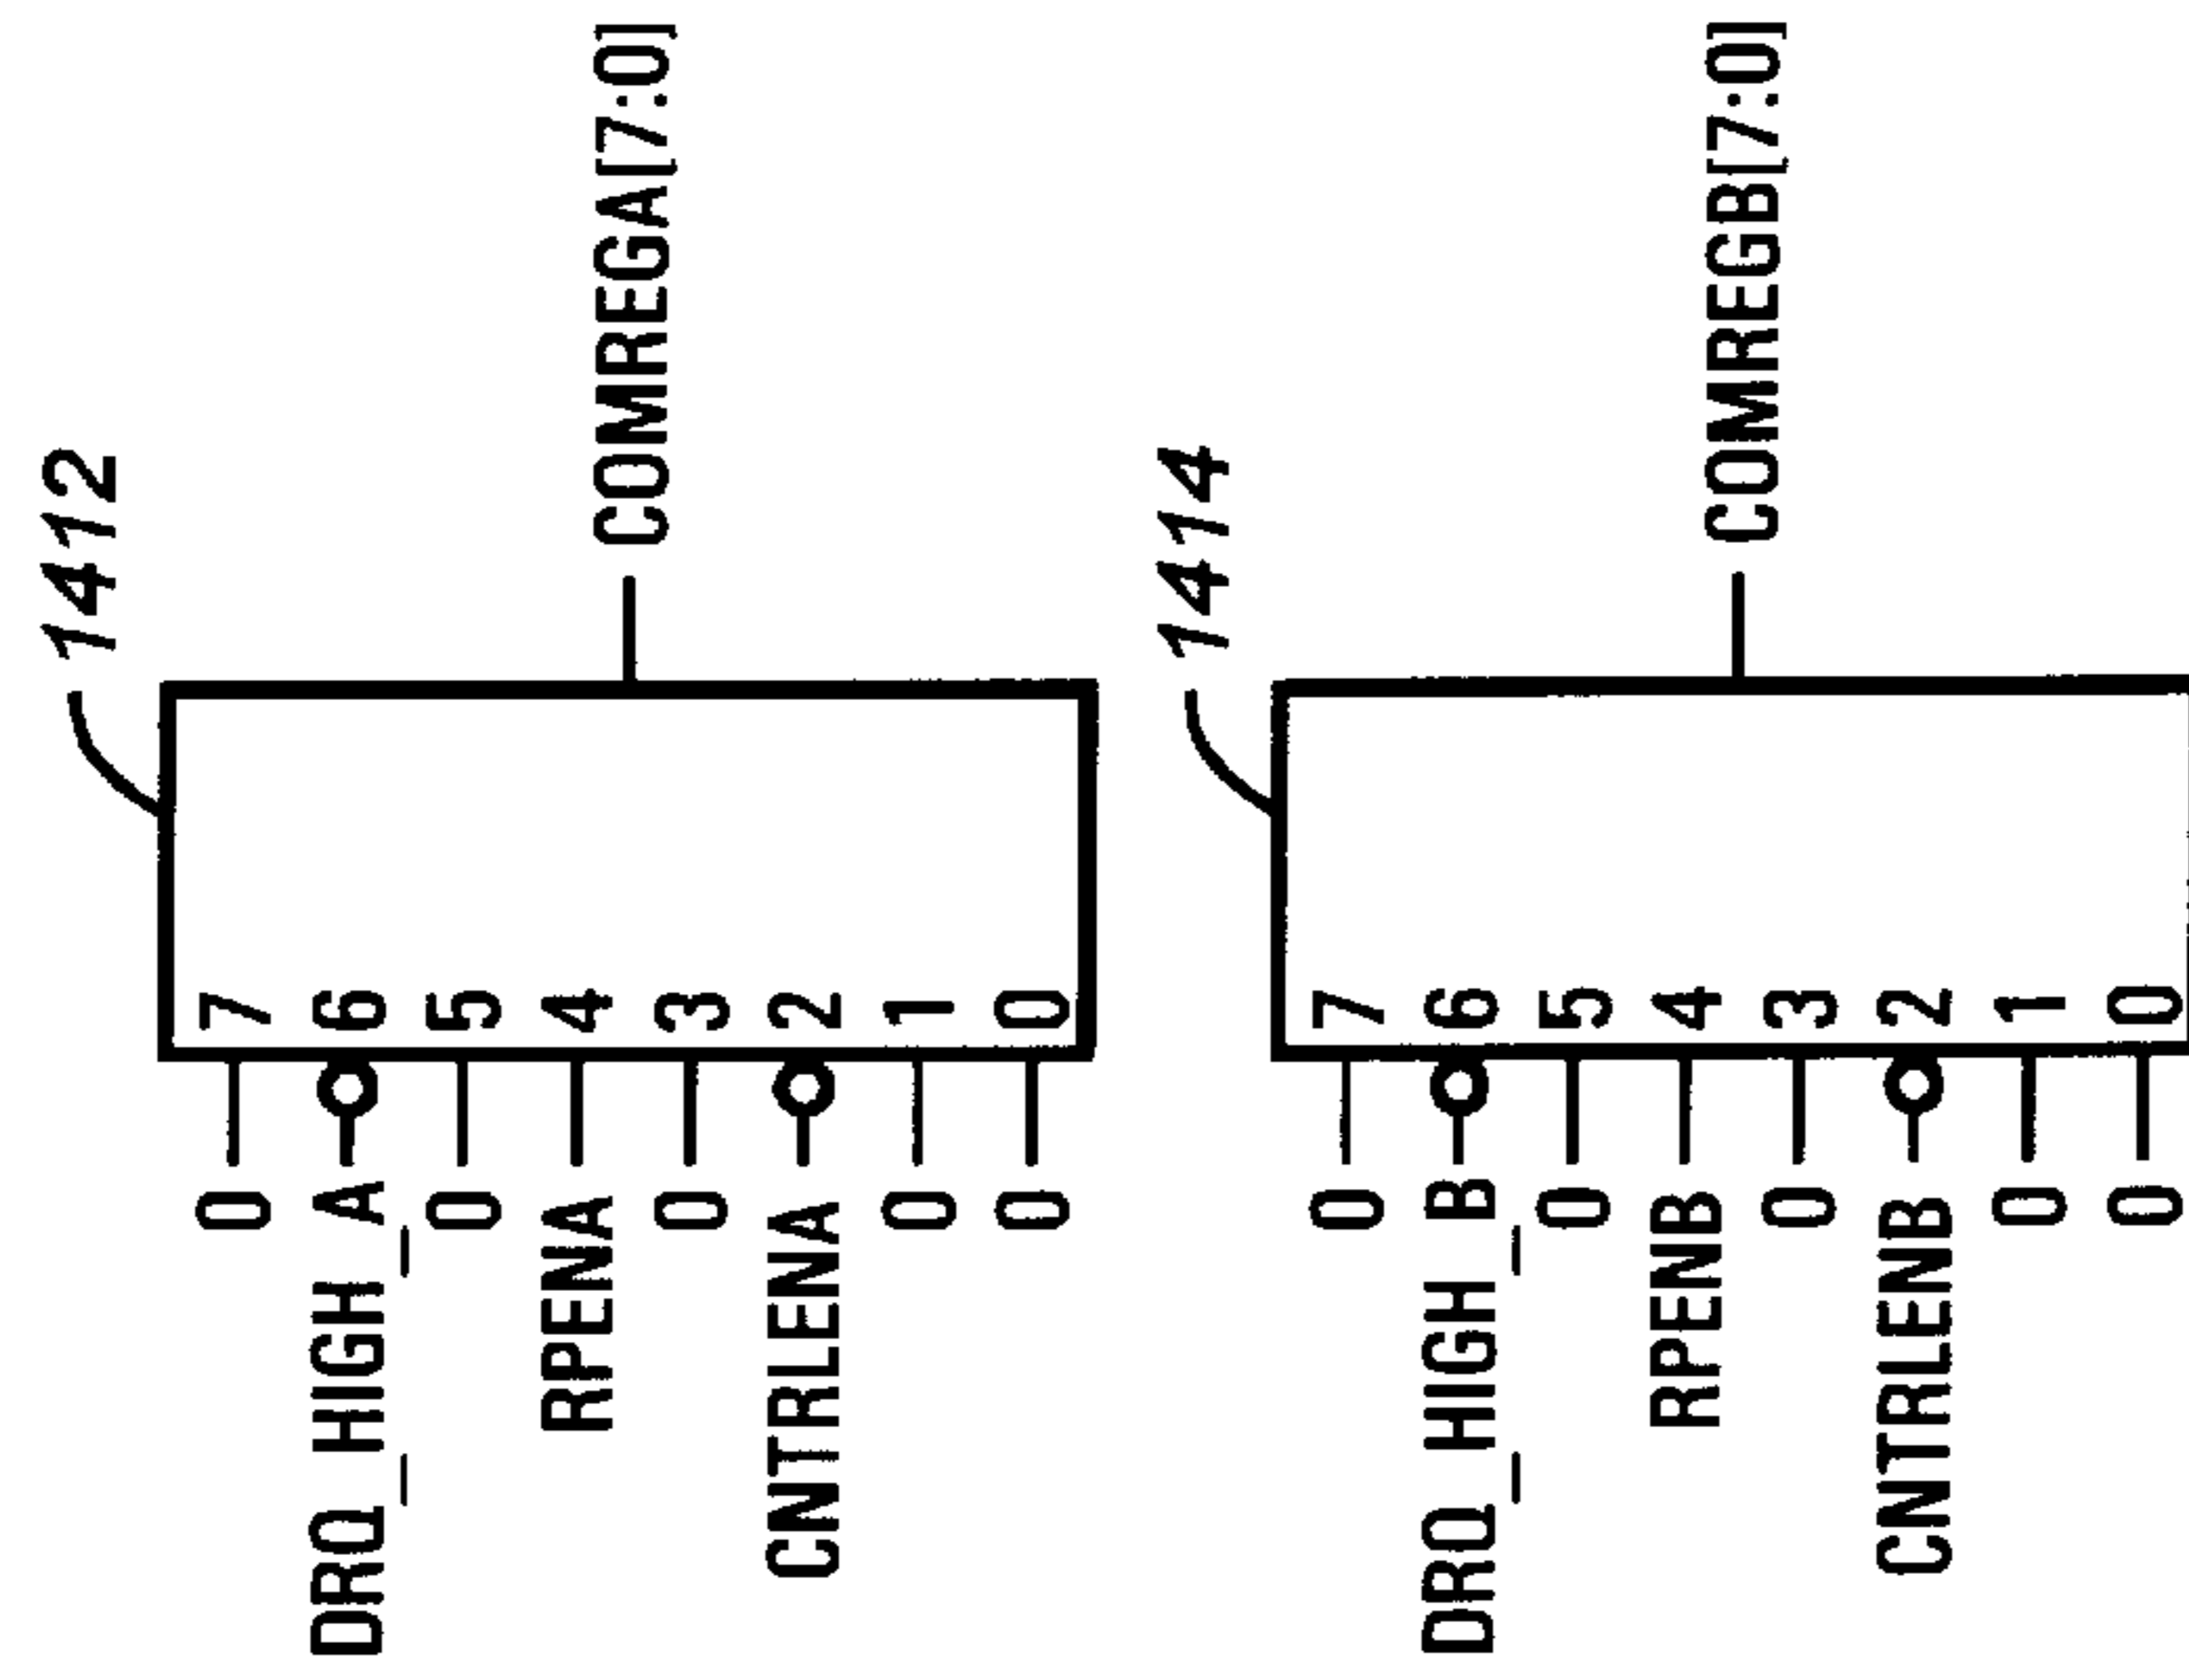 1412
0 7
DRQ_HIGH_A 6
0 5
RPENA 4
0 3
CNTRLENA 2
0 1
0 0
COMREGA[7:0]
1414
0 7
DRQ_HIGH_B 6
0 5
RPENB 4
0 3
CNTRLENB 2
0 1
0 0
COMREGB[7:0]